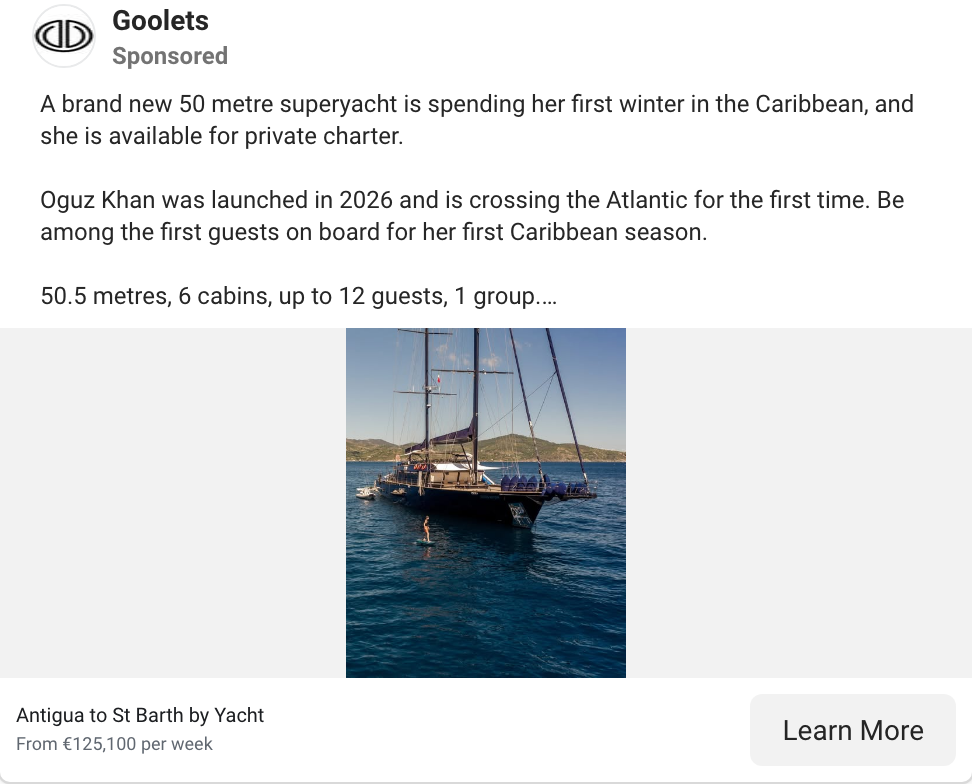 Goolets
Sponsored
A brand new 50 metre superyacht is spending her first winter in the Caribbean, and
she is available for private charter.
Oguz Khan was launched in 2026 and is crossing the Atlantic for the first time. Be
among the first guests on board for her first Caribbean season.
50.5 metres, 6 cabins, up to 12 guests, 1 group....
Antigua to St Barth by Yacht
From €125,100 per week
Learn More